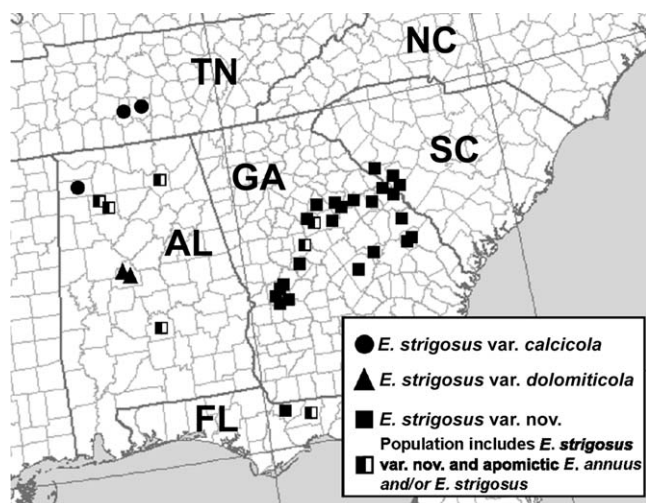 NC
TN
SC
GA
AL
FL
E. strigosus var. calcicola
E. strigosus var. dolomiticola
E. strigosus var. nov.
Population includes E. strigosus
var. nov. and apomictic E. annuus
and/or E. strigosus